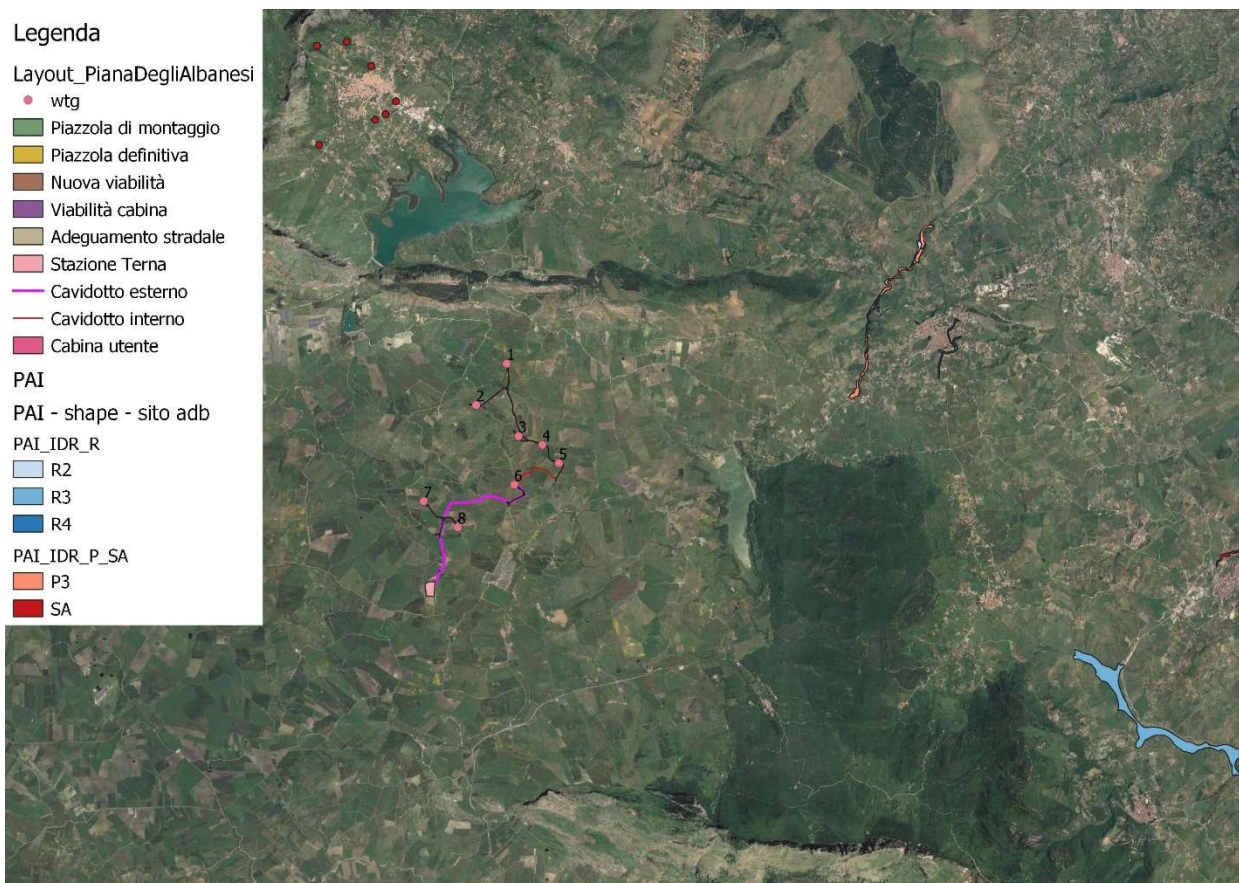 Legenda
Layout_PianaDegliAlbanesi
wtg
Piazzola di montaggio
Piazzola definitiva
Nuova viabilità
Viabilità cabina
Adeguamento stradale
Stazione Terna
Cavidotto esterno
Cavidotto interno
Cabina utente
PAI
PAI - shape - sito adb
PAI_IDR_R
R2
R3
R4
PAI_IDR_P_SA
P3
SA
1
2
3
4
5
6
7
8